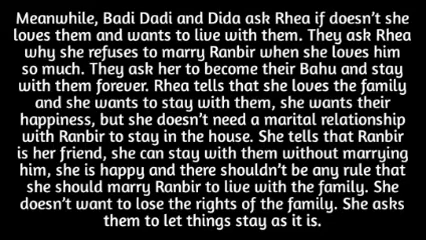 Meanwhile, Badi Dadi and Dida ask Rhea if doesn't she
loves them and wants to live with them. They ask Rhea
why she refuses to marry Ranbir when she loves him
so much. They ask her to become their Bahu and stay
with them forever. Rhea tells that she loves the family
and she wants to stay with them, she wants their
happiness, but she doesn't need a marital relationship
with Ranbir to stay in the house. She tells that Ranbir
is her friend, she can stay with them without marrying
him, she is happy and there shouldn't be any rule that
she should marry Ranbir to live with the family. She
doesn't want to lose the rights of the family. She asks
them to let things stay as it is.